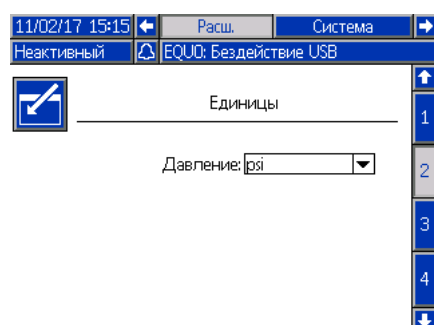 11/02/17 15:15 Расш. Система
Неактивный EQU0: Бездействие USB
Единицы
1
Давление: psi
2
3
4